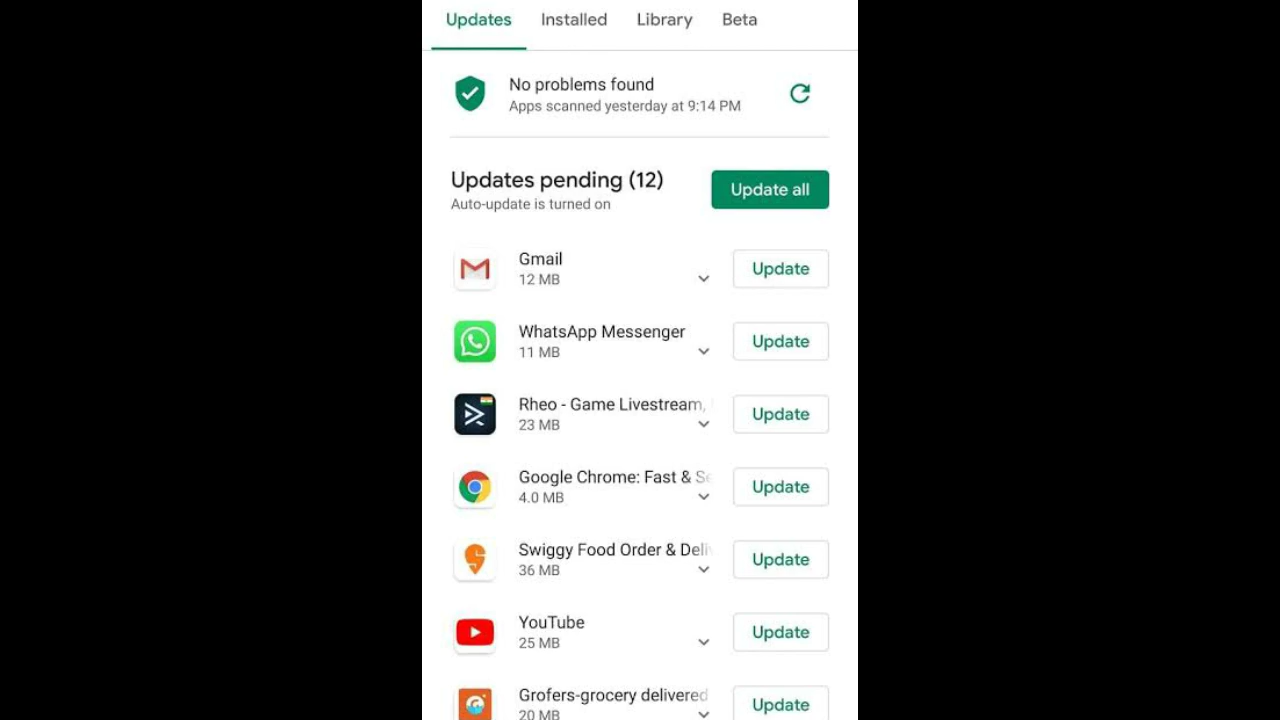 Updates Installed Library Beta
No problems found
Apps scanned yesterday at 9:14 PM
Updates pending (12)
Update all
Auto-update is turned on
Gmail
12 MB
Update
WhatsApp Messenger
11 MB
Update
Rheo - Game Livestream,
23 MB
Update
Google Chrome: Fast & Se
4.0 MB
Update
Swiggy Food Order & Deli
36 MB
Update
YouTube
25 MB
Update
Grofers-grocery delivered
20 MB
Update